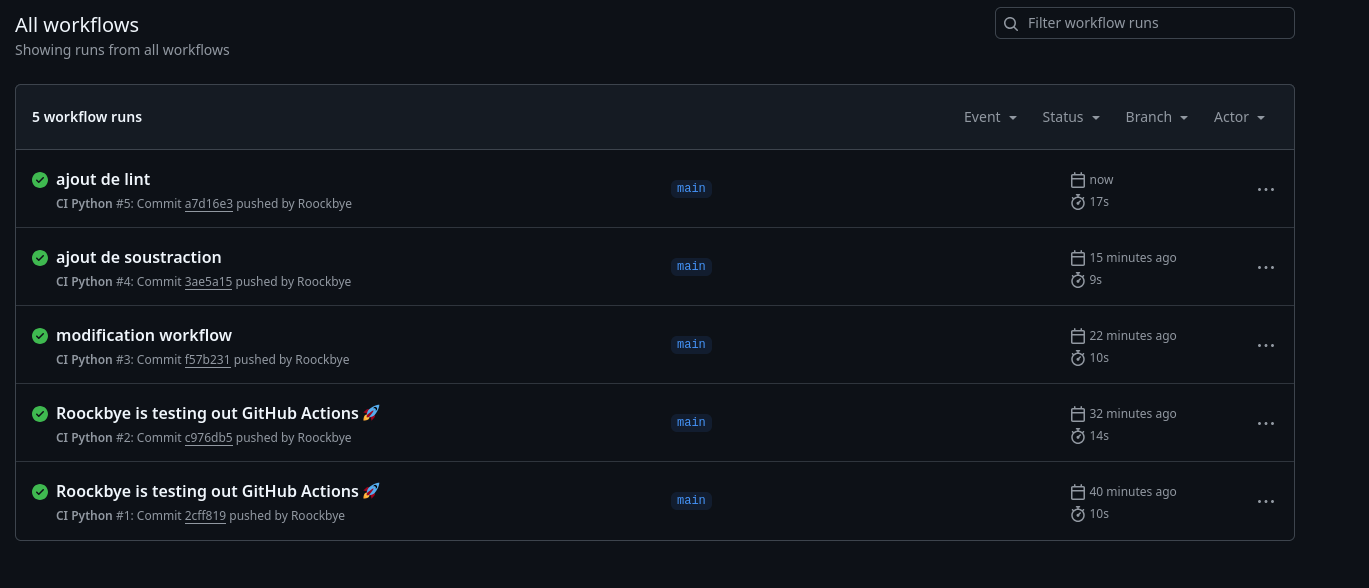 All workflows
Filter workflow runs
Showing runs from all workflows
5 workflow runs
Event
Status
Branch
Actor
ajout de lint
CI Python #5: Commit a7d16e3 pushed by Roockbye
main
now
17s
ajout de soustraction
CI Python #4: Commit 3ae5a15 pushed by Roockbye
main
15 minutes ago
9s
modification workflow
CI Python #3: Commit f57b231 pushed by Roockbye
main
22 minutes ago
10s
Roockbye is testing out GitHub Actions 🚀
CI Python #2: Commit c976db5 pushed by Roockbye
main
32 minutes ago
14s
Roockbye is testing out GitHub Actions 🚀
CI Python #1: Commit 2cff819 pushed by Roockbye
main
40 minutes ago
10s